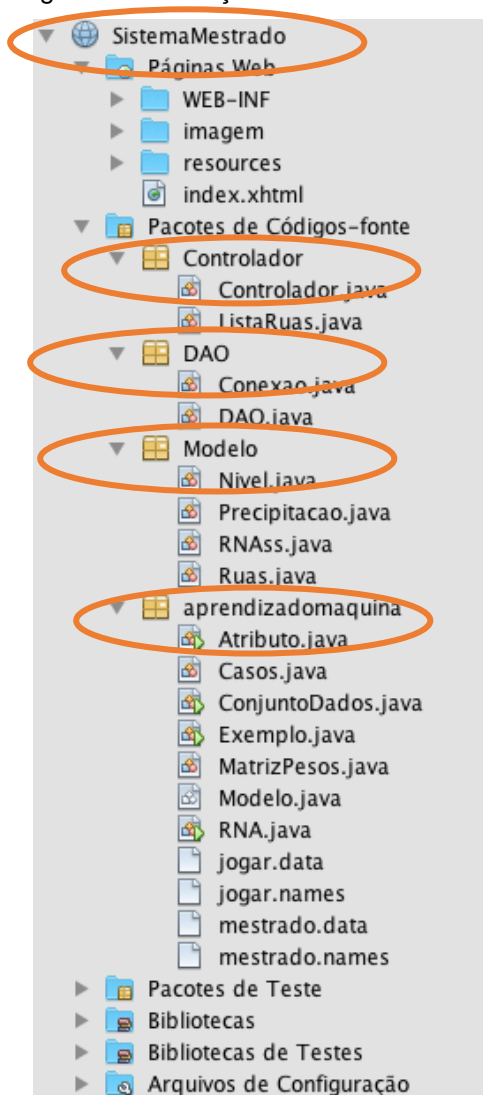 SistemaMestrado
Páginas Web
WEB-INF
imagem
resources
index.xhtml
Pacotes de Códigos-fonte
Controlador
Controlador.java
ListaRuas.java
DAO
Conexao.java
DAO.java
Modelo
Nivel.java
Precipitacao.java
RNAss.java
Ruas.java
aprendizadomaquina
Atributo.java
Casos.java
ConjuntoDados.java
Exemplo.java
MatrizPesos.java
Modelo.java
RNA.java
jogar.data
jogar.names
mestrado.data
mestrado.names
Pacotes de Teste
Bibliotecas
Bibliotecas de Testes
Arquivos de Configuração